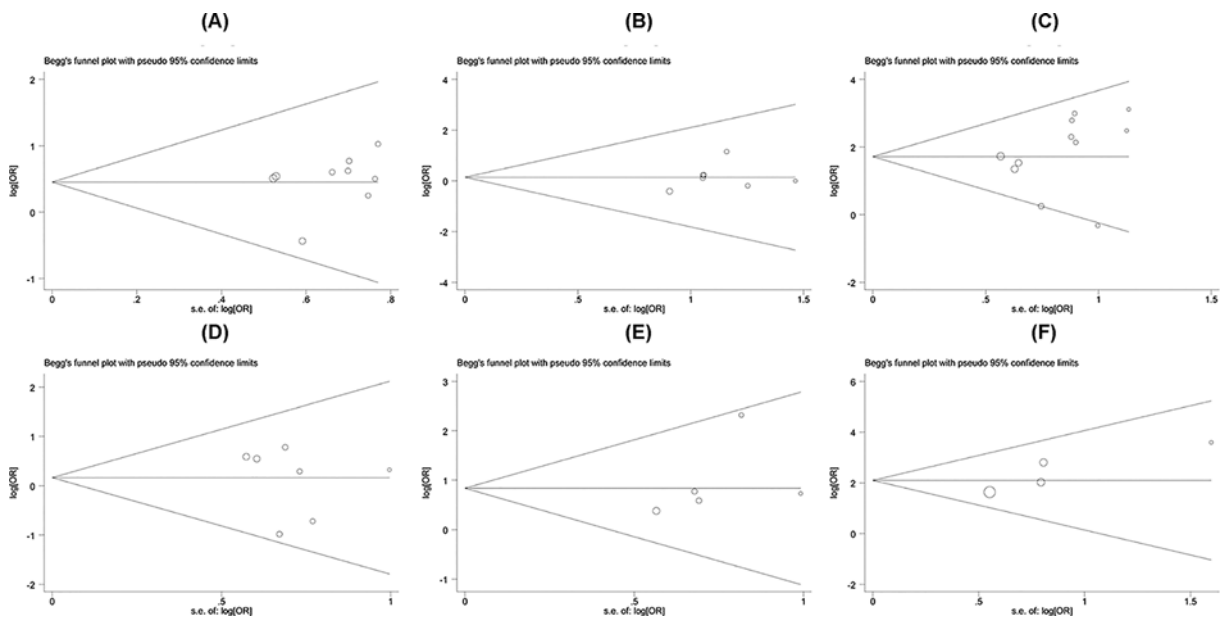 (A)
Begg's funnel plot with pseudo 95% confidence limits
log[OR]
2
1
0
-1
0
.2
.4
.6
.8
s.e. of: log[OR]
(B)
Begg's funnel plot with pseudo 95% confidence limits
log[OR]
4
2
0
-2
-4
0
.5
1
1.5
s.e. of: log[OR]
(C)
Begg's funnel plot with pseudo 95% confidence limits
log[OR]
4
2
0
-2
0
.5
1
1.5
s.e. of: log[OR]
(D)
Begg's funnel plot with pseudo 95% confidence limits
log[OR]
2
1
0
-1
-2
0
.5
1
s.e. of: log[OR]
(E)
Begg's funnel plot with pseudo 95% confidence limits
log[OR]
3
2
1
0
-1
0
.5
1
s.e. of: log[OR]
(F)
Begg's funnel plot with pseudo 95% confidence limits
log[OR]
6
4
2
0
-2
0
.5
1
1.5
s.e. of: log[OR]